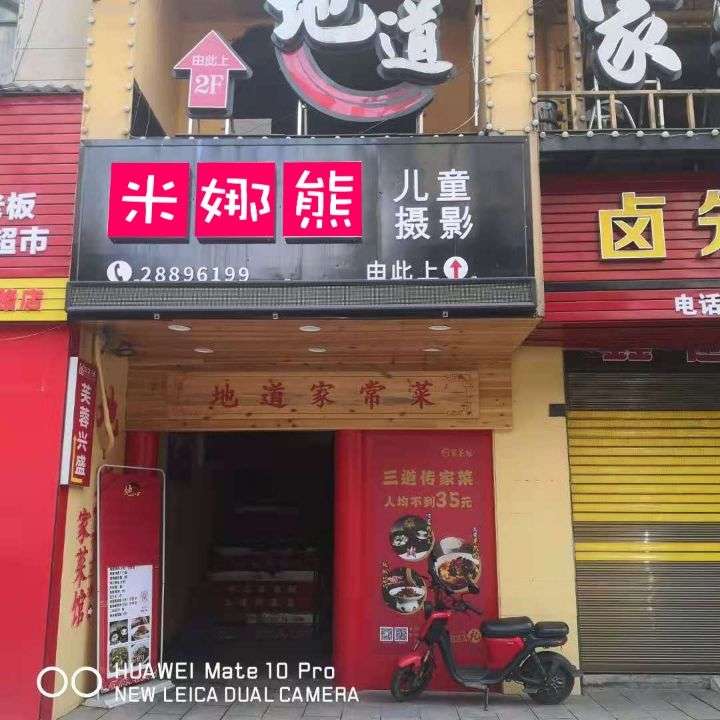 地道
家
由此上
2F
米娜熊
儿童
摄影
28896199
由此上
老板
超市
店
卤
电话
地道家常菜
芙蓉兴盛
家菜馆
三道传家菜
人均不到35元
HUAWEI Mate 10 Pro
NEW LEICA DUAL CAMERA